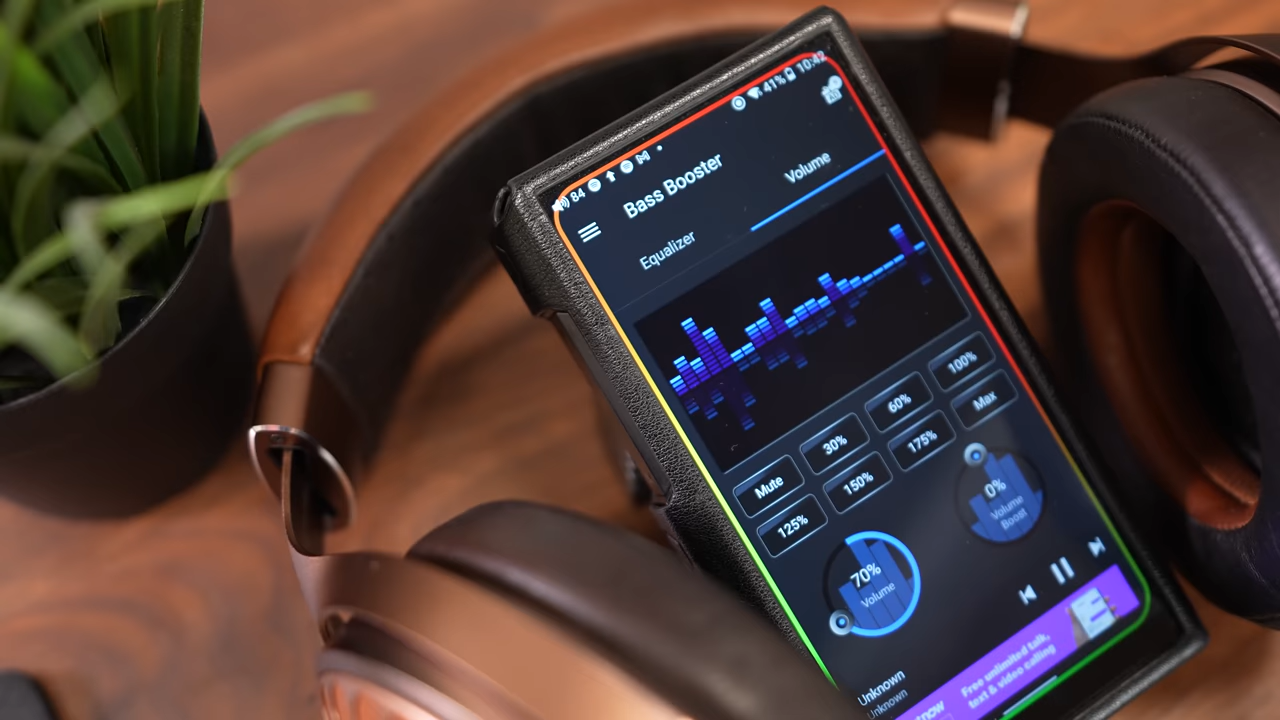 84
41% 10:42
Bass Booster
Equalizer
Volume
Mute
30%
60%
100%
125%
150%
175%
Max
70%
Volume
0%
Volume
Boost
Unknown
Unknown
Free unlimited talk,
text & video calling